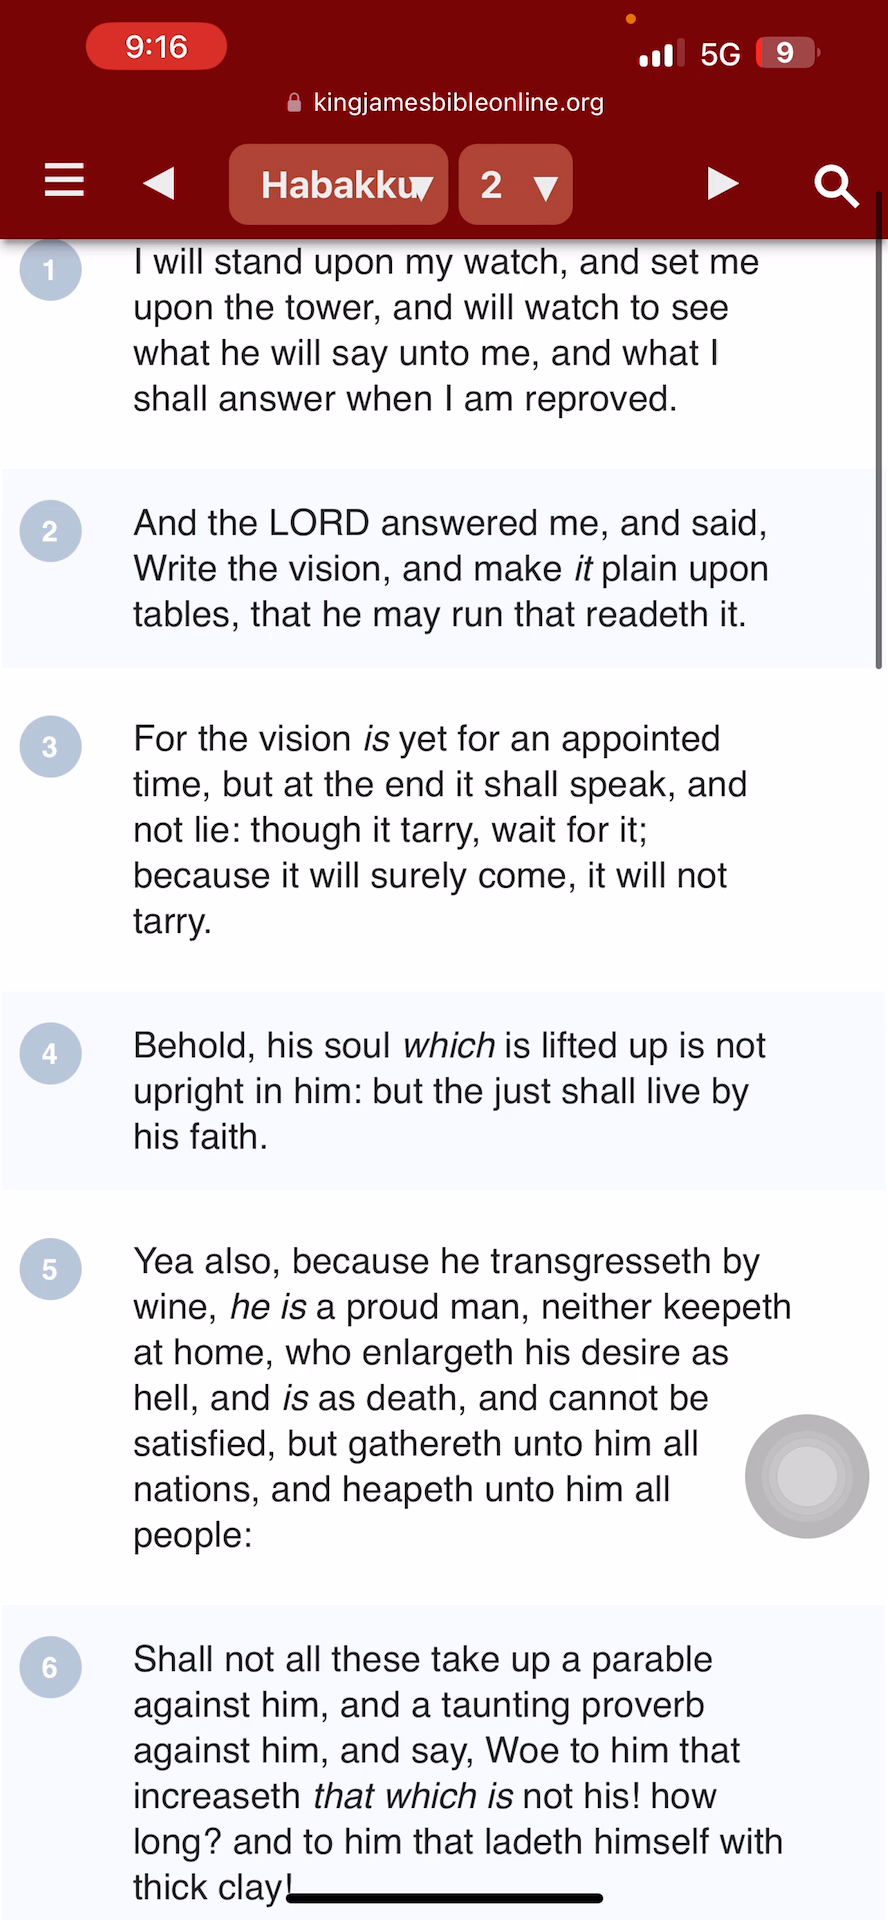 9:16
5G 9
kingjamesbibleonline.org
Habakku 2
1 I will stand upon my watch, and set me
upon the tower, and will watch to see
what he will say unto me, and what I
shall answer when I am reproved.
2 And the LORD answered me, and said,
Write the vision, and make it plain upon
tables, that he may run that readeth it.
3 For the vision is yet for an appointed
time, but at the end it shall speak, and
not lie: though it tarry, wait for it;
because it will surely come, it will not
tarry.
4 Behold, his soul which is lifted up is not
upright in him: but the just shall live by
his faith.
5 Yea also, because he transgresseth by
wine, he is a proud man, neither keepeth
at home, who enlargeth his desire as
hell, and is as death, and cannot be
satisfied, but gathereth unto him all
nations, and heapeth unto him all
people:
6 Shall not all these take up a parable
against him, and a taunting proverb
against him, and say, Woe to him that
increaseth that which is not his! how
long? and to him that ladeth himself with
thick clay!